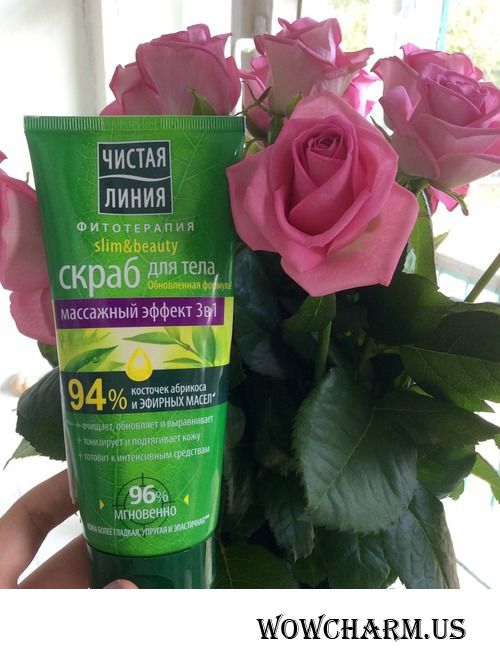 ЧИСТАЯ
ЛИНИЯ
ФИТОТЕРАПИЯ
slim&beauty
скраб для тела
Обновленная формула
массажный эффект 3в1
94% косточек абрикоса
и ЭФИРНЫХ МАСЕЛ*
+ очищает, обновляет и выравнивает
+ тонизирует и подтягивает кожу
+ готовит к интенсивным средствам
96%
МГНОВЕННО
КОЖА БОЛЕЕ ГЛАДКАЯ, УПРУГАЯ И ЭЛАСТИЧНАЯ**
WOWCHARM.US